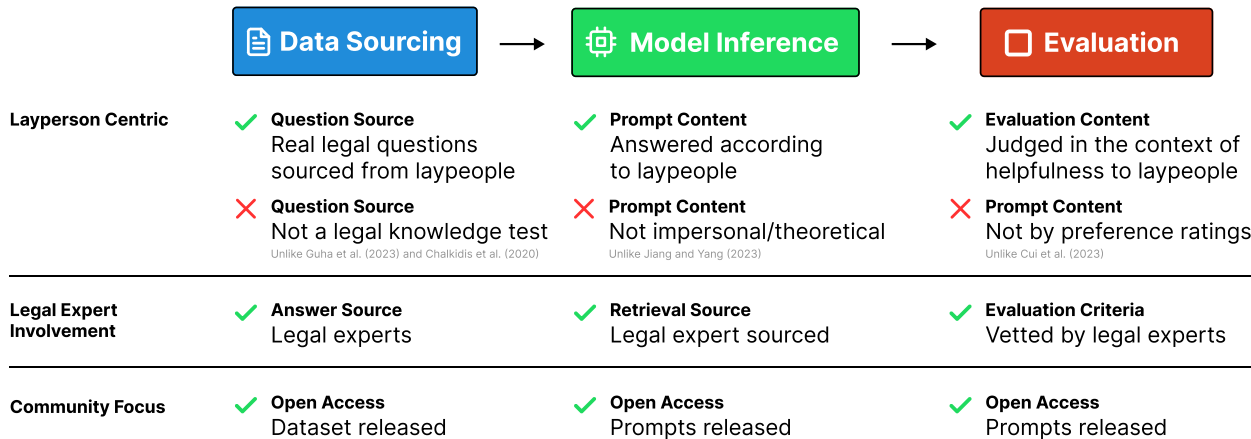 Data Sourcing
Model Inference
Evaluation
Layperson Centric
Question Source
Real legal questions
sourced from laypeople
Question Source
Not a legal knowledge test
Unlike Guha et al. (2023) and Chalkidis et al. (2020)
Prompt Content
Answered according
to laypeople
Prompt Content
Not impersonal/theoretical
Unlike Jiang and Yang (2023)
Evaluation Content
Judged in the context of
helpfulness to laypeople
Prompt Content
Not by preference ratings
Unlike Cui et al. (2023)
Legal Expert
Involvement
Answer Source
Legal experts
Retrieval Source
Legal expert sourced
Evaluation Criteria
Vetted by legal experts
Community Focus
Open Access
Dataset released
Open Access
Prompts released
Open Access
Prompts released